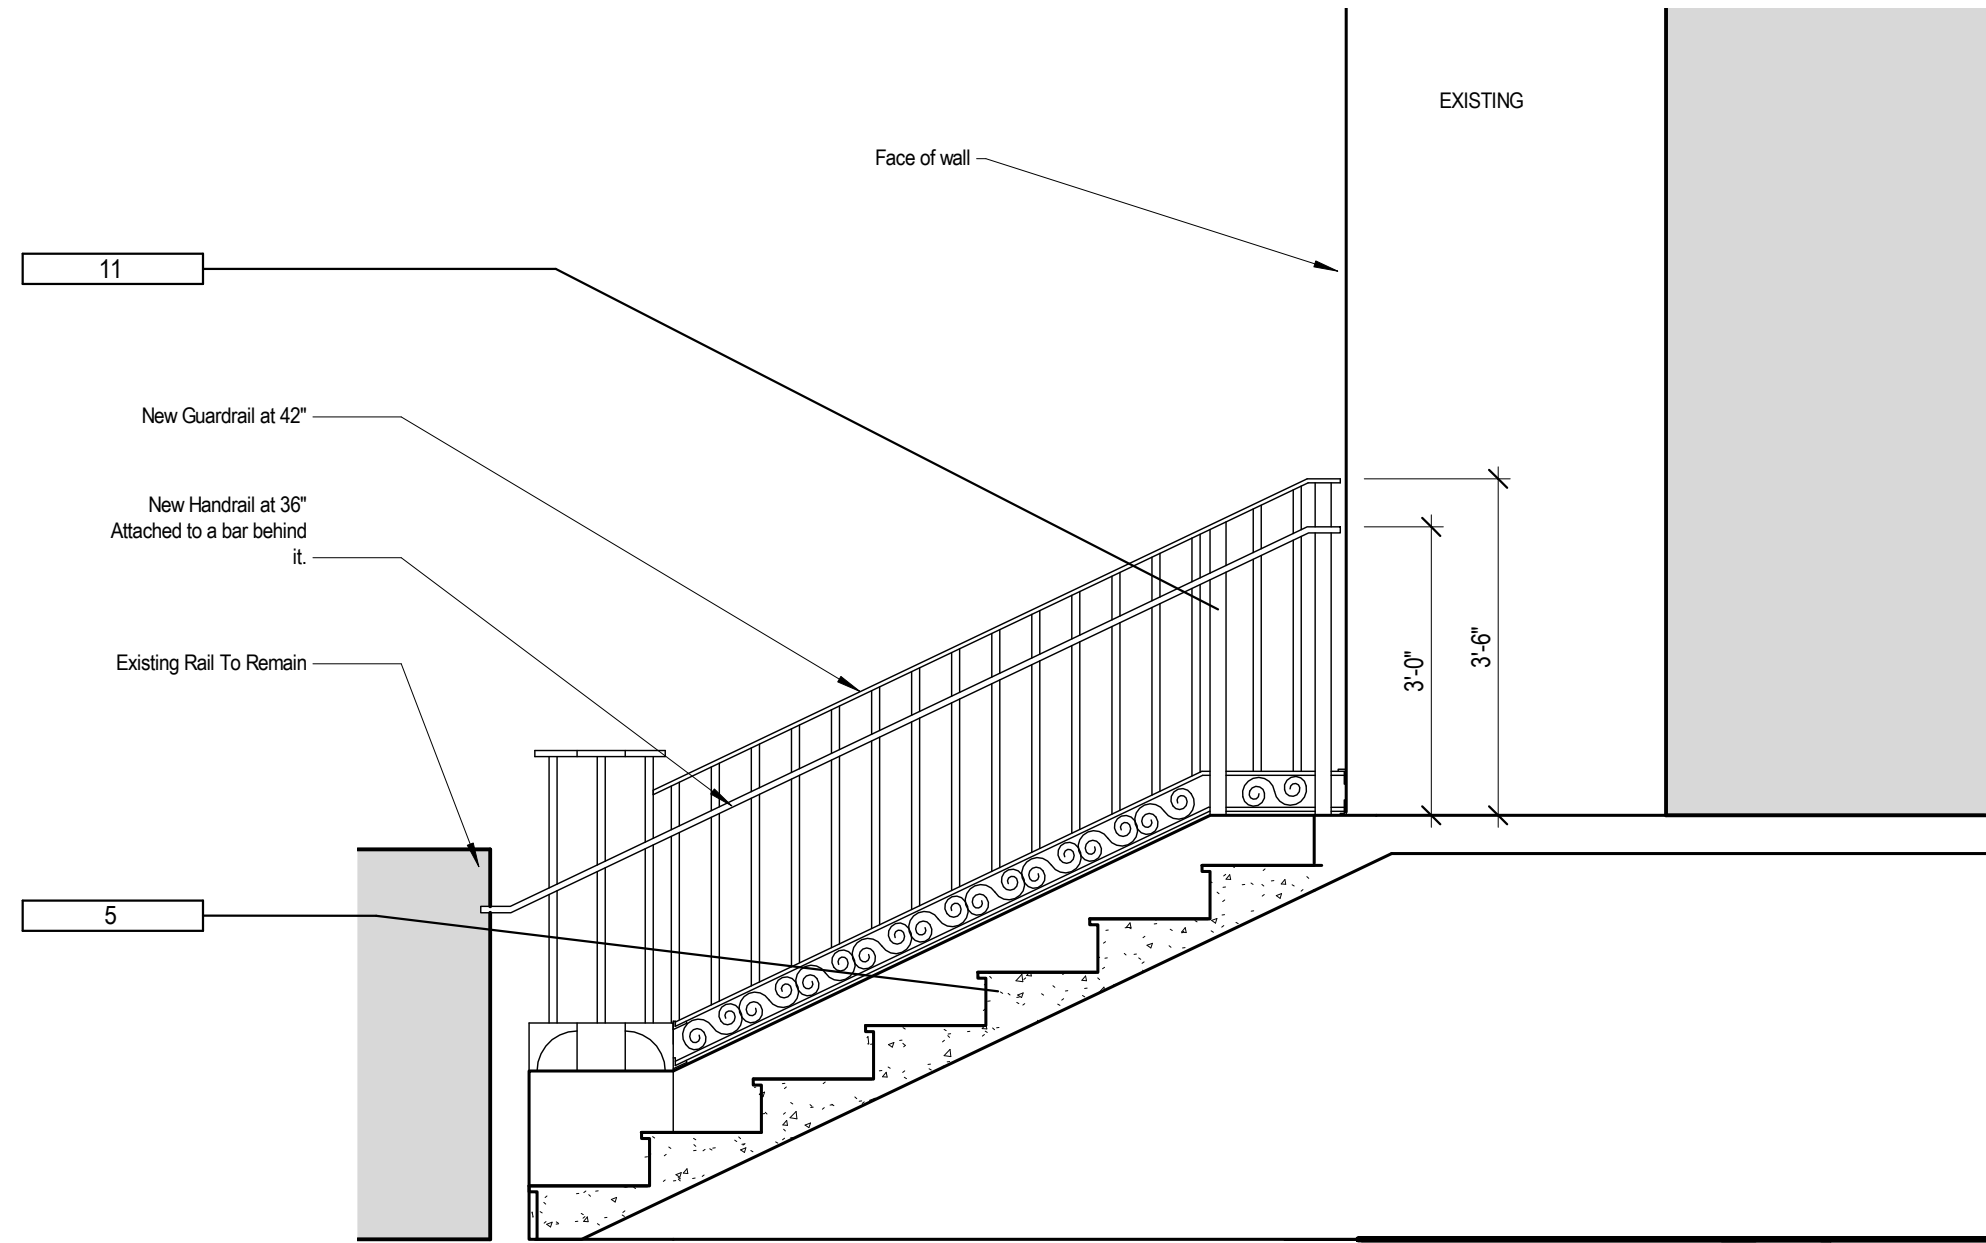 EXISTING
Face of wall
11
New Guardrail at 42"
New Handrail at 36"
Attached to a bar behind
it.
Existing Rail To Remain
3'-0"
3'-6"
5